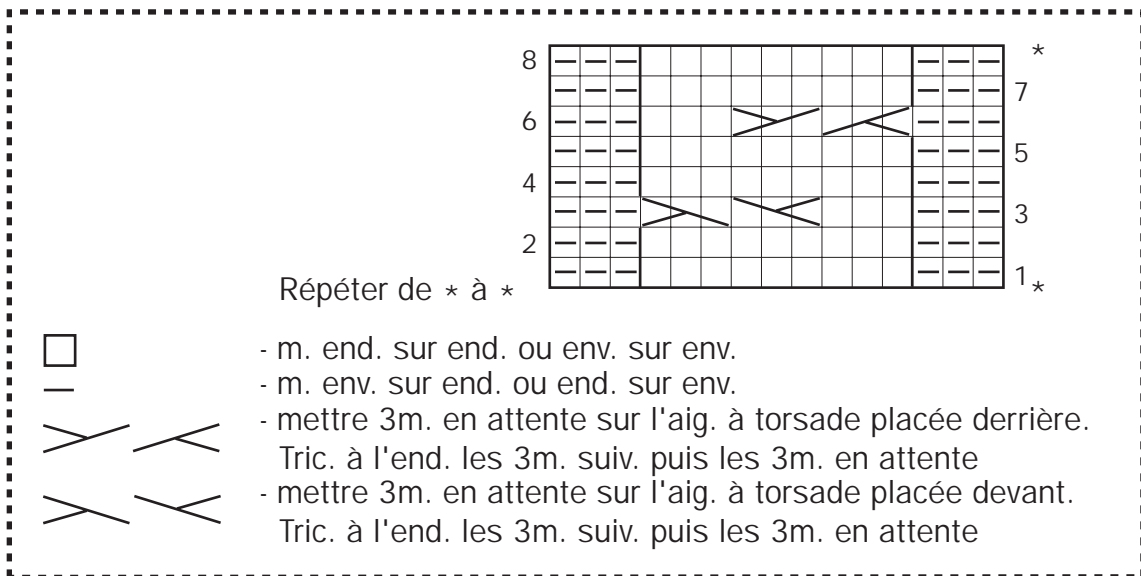 8 *
7
6
5
4
3
2
1 *
Répéter de * à *
- m. end. sur end. ou env. sur env.
- m. env. sur end. ou end. sur env.
- mettre 3m. en attente sur l'aig. à torsade placée derrière.
Tric. à l'end. les 3m. suiv. puis les 3m. en attente
- mettre 3m. en attente sur l'aig. à torsade placée devant.
Tric. à l'end. les 3m. suiv. puis les 3m. en attente